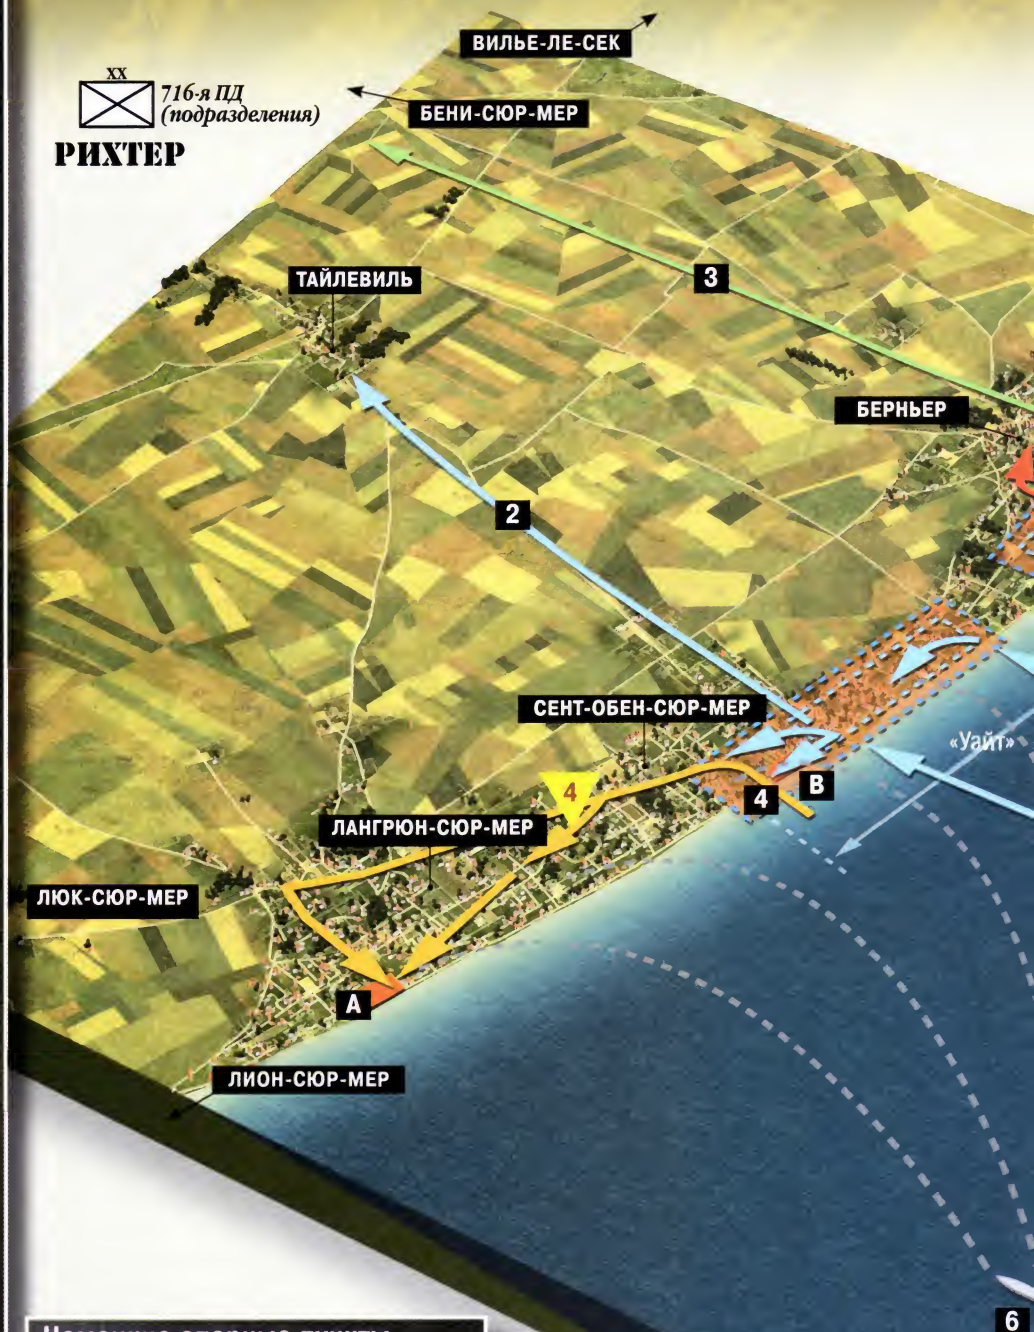 ВИЛЬЕ-ЛЕ-СЕК
XX
716-я ПД
(подразделения)
РИХТЕР
БЕНИ-СЮР-МЕР
ТАЙЛЕВИЛЬ
3
БЕРНЬЕР
2
СЕНТ-ОБЕН-СЮР-МЕР
«Уайт»
4
4
B
ЛАНГРЮН-СЮР-МЕР
ЛЮК-СЮР-МЕР
A
ЛИОН-СЮР-МЕР
6